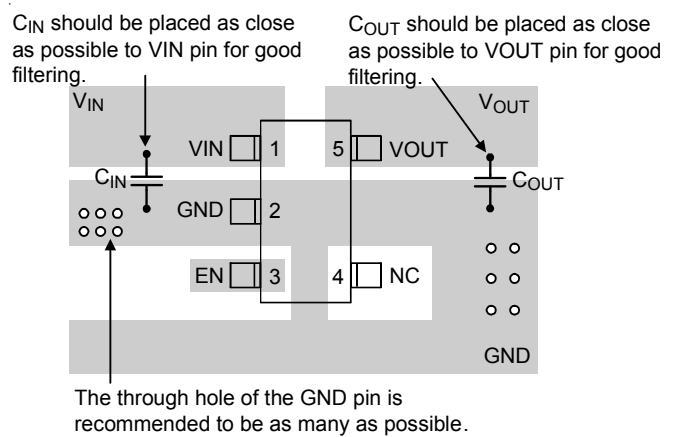 CIN should be placed as close
as possible to VIN pin for good
filtering.
COUT should be placed as close
as possible to VOUT pin for good
filtering.
VIN
VOUT
VIN 1
5 VOUT
CIN
COUT
GND 2
EN 3
4 NC
GND
The through hole of the GND pin is
recommended to be as many as possible.